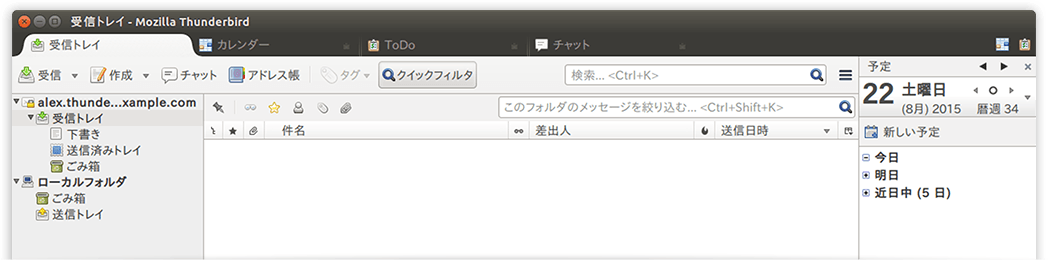 受信トレイ - Mozilla Thunderbird
受信トレイ カレンダー ToDo チャット
受信 作成 チャット アドレス帳 タグ クイックフィルタ 検索... <Ctrl+K>
予定
22 土曜日
(8月) 2015 暦週 34
新しい予定
今日
明日
近日中 (5 日)
alex.thunde...xample.com
受信トレイ
下書き
送信済みトレイ
ごみ箱
ローカルフォルダ
ごみ箱
送信トレイ
このフォルダのメッセージを絞り込む... <Ctrl+Shift+K>
件名 差出人 送信日時